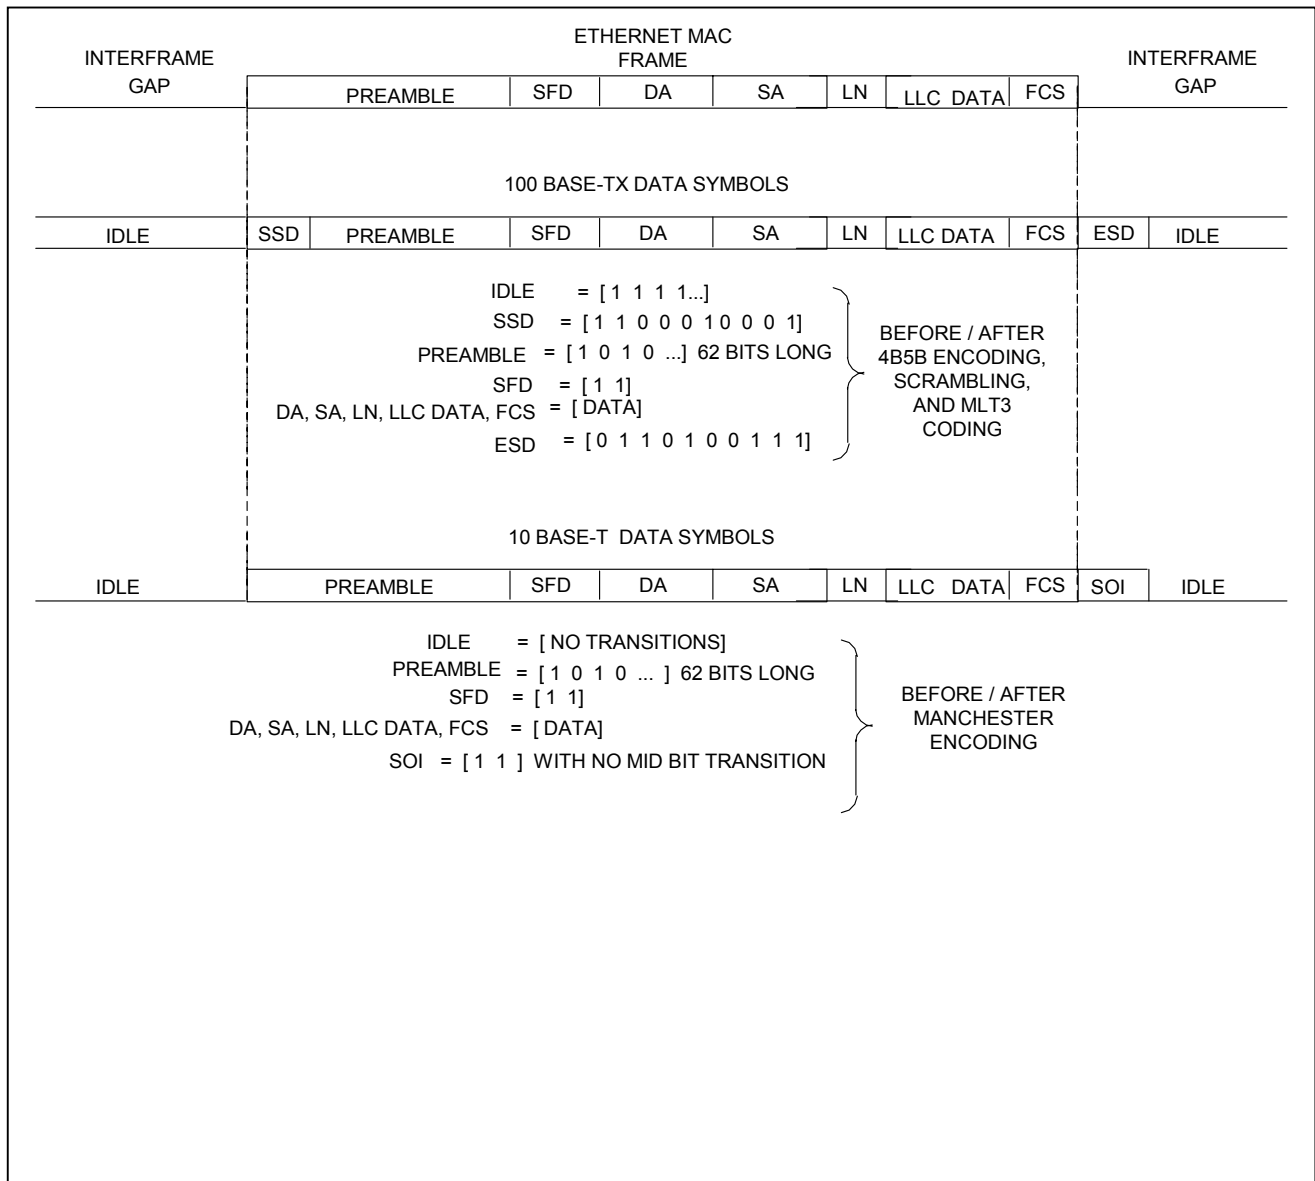 ETHERNET MAC
FRAME
INTERFRAME
GAP
INTERFRAME
GAP
PREAMBLE SFD DA SA LN LLC DATA FCS
100 BASE-TX DATA SYMBOLS
IDLE SSD PREAMBLE SFD DA SA LN LLC DATA FCS ESD IDLE
IDLE = [ 1 1 1 1...]
SSD = [ 1 1 0 0 0 1 0 0 0 1]
PREAMBLE = [ 1 0 1 0 ...] 62 BITS LONG
SFD = [ 1 1]
DA, SA, LN, LLC DATA, FCS = [ DATA]
ESD = [ 0 1 1 0 1 0 0 1 1 1]
BEFORE / AFTER
4B5B ENCODING,
SCRAMBLING,
AND MLT3
CODING
10 BASE-T DATA SYMBOLS
IDLE PREAMBLE SFD DA SA LN LLC DATA FCS SOI IDLE
IDLE = [ NO TRANSITIONS]
PREAMBLE = [ 1 0 1 0 ... ] 62 BITS LONG
SFD = [ 1 1]
DA, SA, LN, LLC DATA, FCS = [ DATA]
SOI = [ 1 1 ] WITH NO MID BIT TRANSITION
BEFORE / AFTER
MANCHESTER
ENCODING